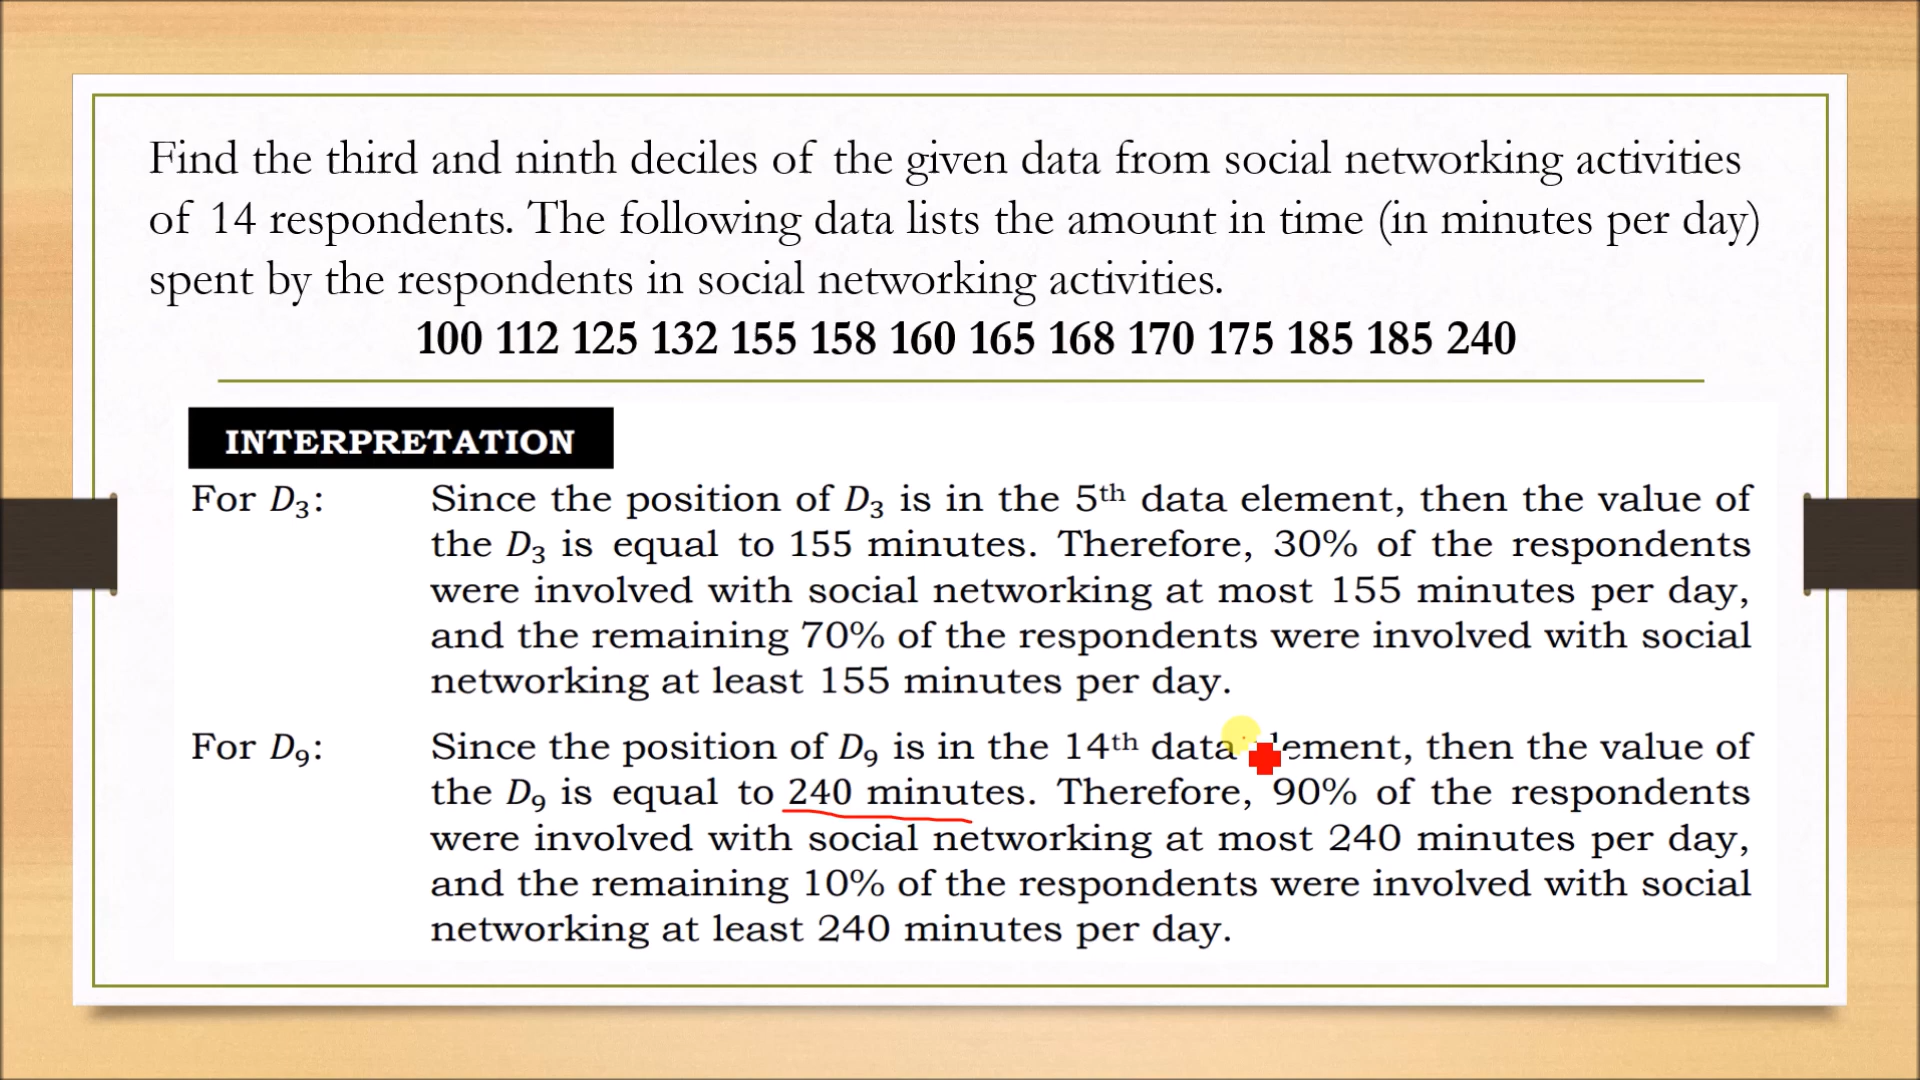 Find the third and ninth deciles of the given data from social networking activities
of 14 respondents. The following data lists the amount in time (in minutes per day)
spent by the respondents in social networking activities.
100 112 125 132 155 158 160 165 168 170 175 185 185 240
INTERPRETATION
For D₃: Since the position of D₃ is in the 5ᵗʰ data element, then the value of
the D₃ is equal to 155 minutes. Therefore, 30% of the respondents
were involved with social networking at most 155 minutes per day,
and the remaining 70% of the respondents were involved with social
networking at least 155 minutes per day.
For D₉: Since the position of D₉ is in the 14ᵗʰ data element, then the value of
the D₉ is equal to 240 minutes. Therefore, 90% of the respondents
were involved with social networking at most 240 minutes per day,
and the remaining 10% of the respondents were involved with social
networking at least 240 minutes per day.